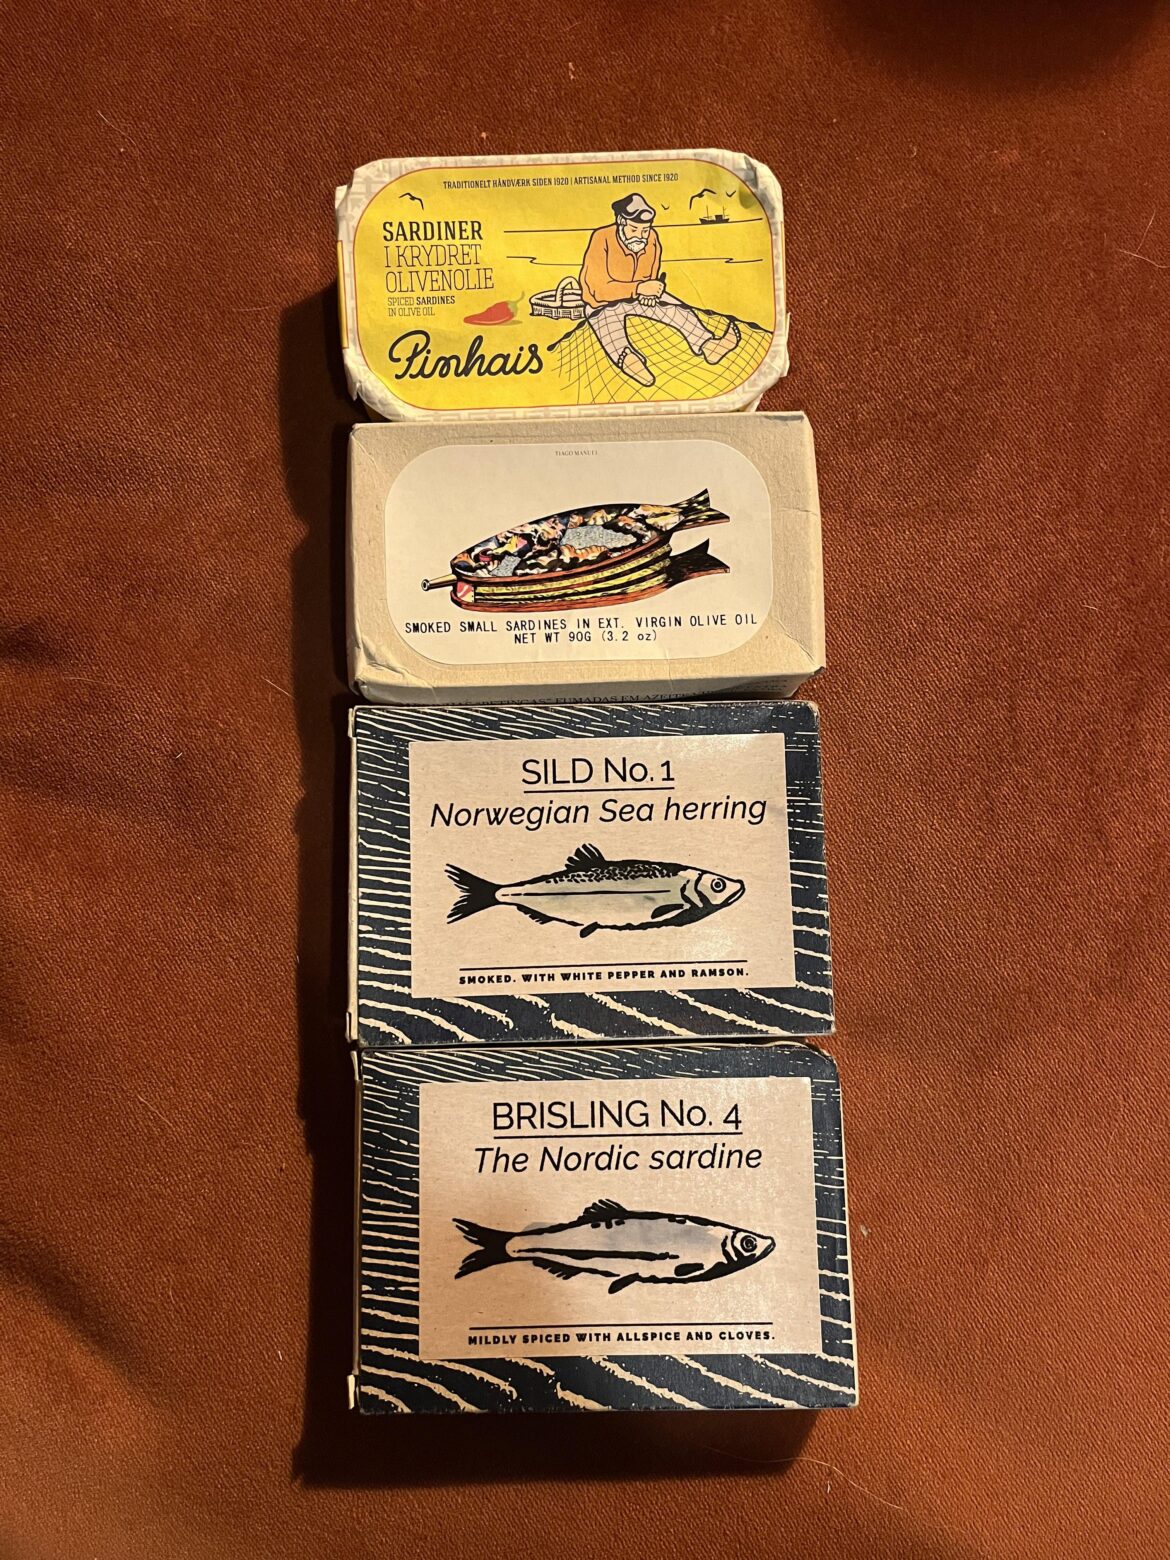 TRADITIONELT HÅNDVÆRK SIDEN 1920 | ARTISANAL METHOD SINCE 1920
SARDINER
I KRYDRET
OLIVENOLIE
SPICED SARDINES
IN OLIVE OIL
Pinhais
TIAGO MANUEL
SMOKED SMALL SARDINES IN EXT. VIRGIN OLIVE OIL
NET WT 90G (3.2 oz)
FUMADAS EM AZEITE
SILD No. 1
Norwegian Sea herring
SMOKED. WITH WHITE PEPPER AND RAMSON.
BRISLING No. 4
The Nordic sardine
MILDLY SPICED WITH ALLSPICE AND CLOVES.